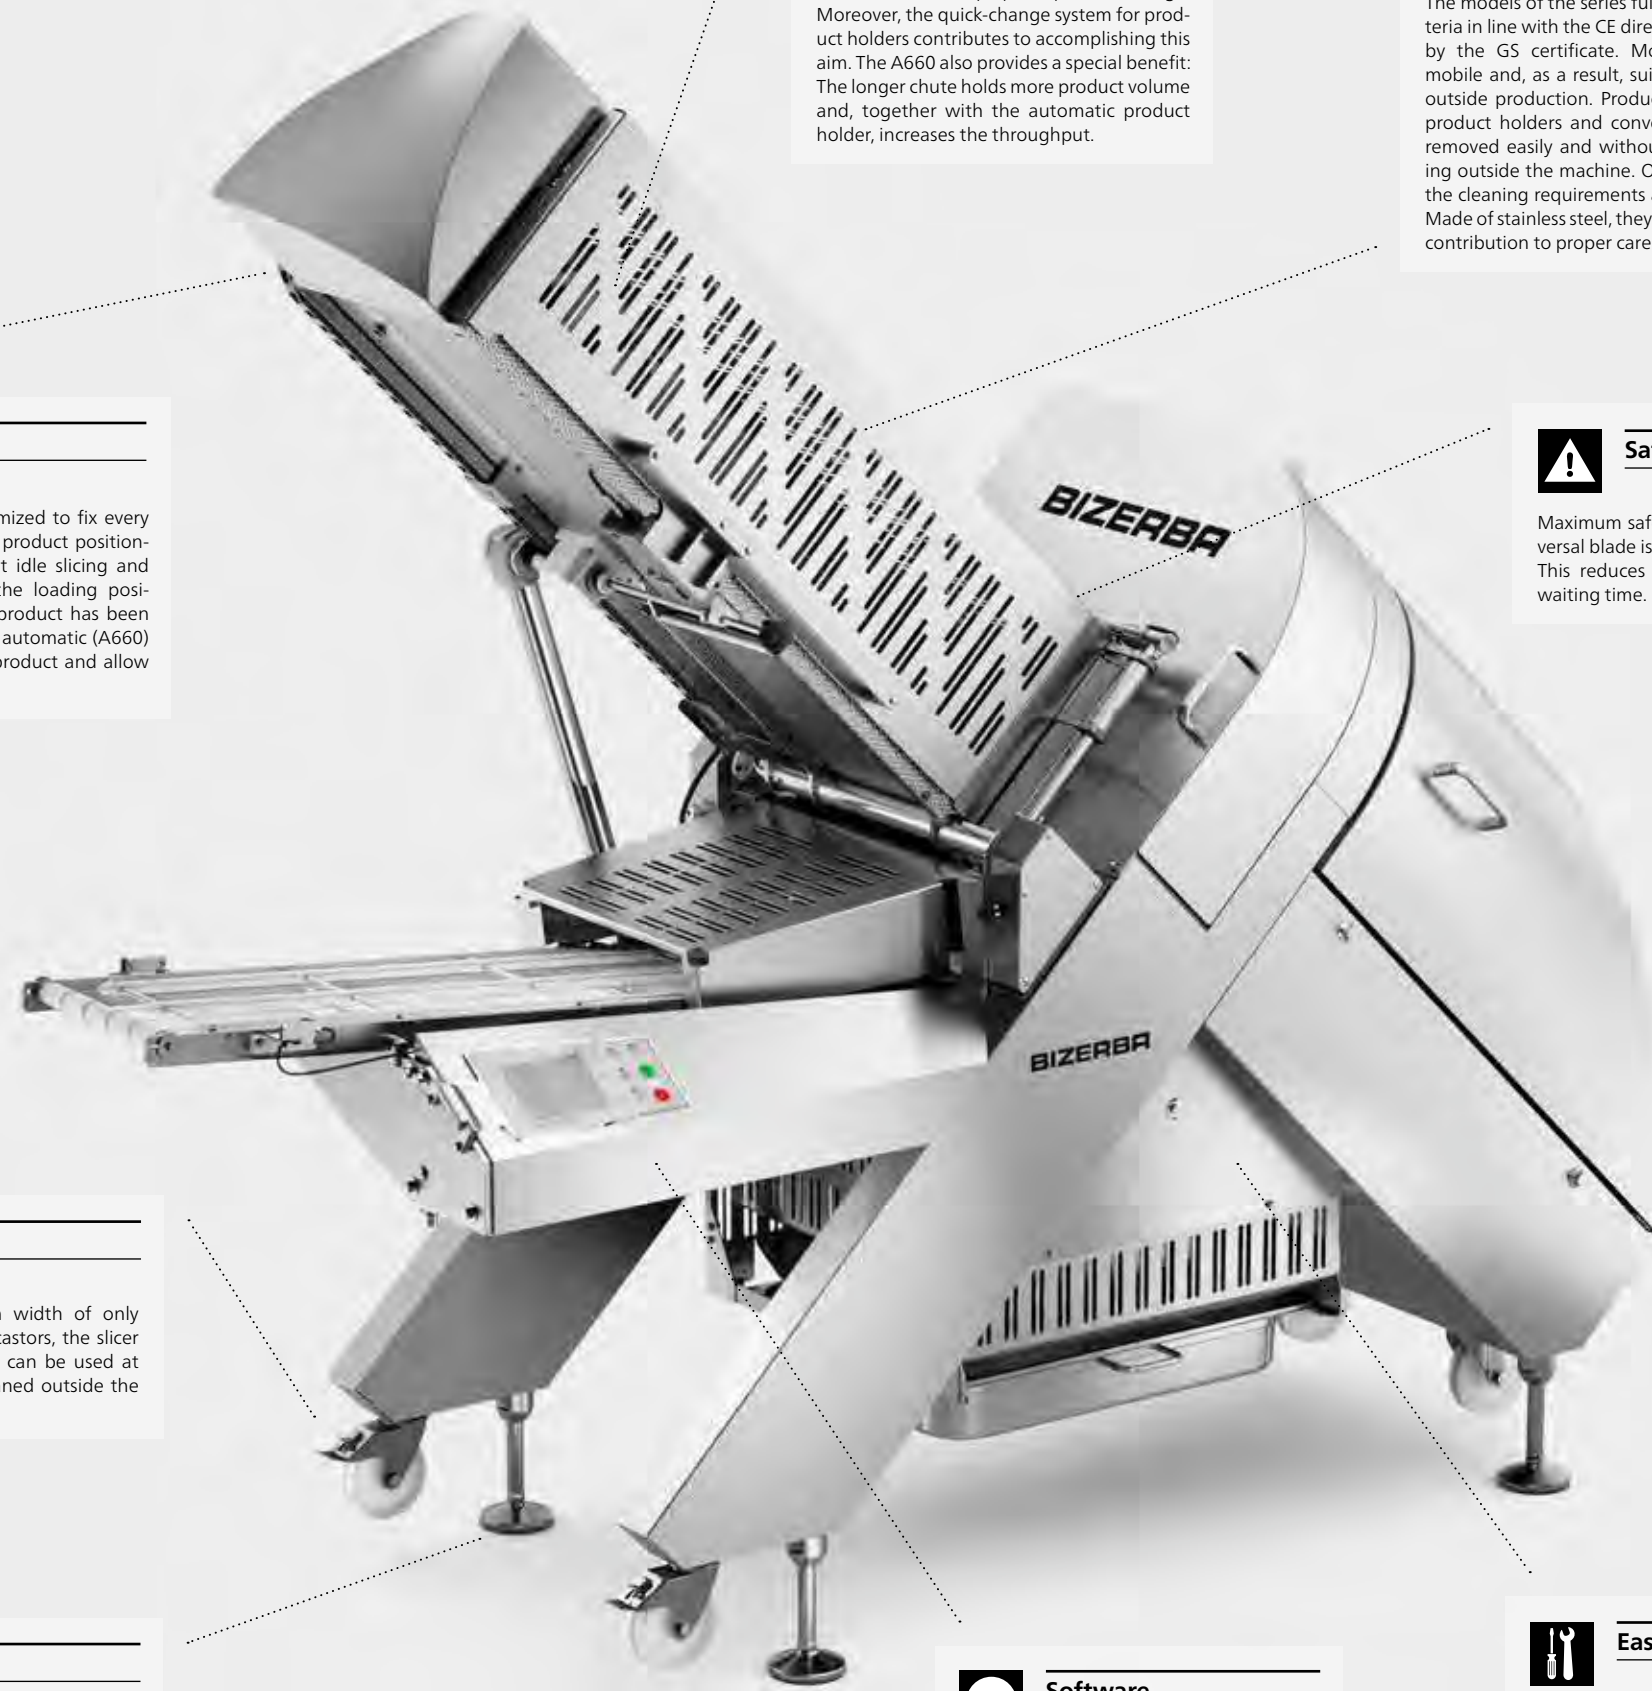 Moreover, the quick-change system for prod-
uct holders contributes to accomplishing this
aim. The A660 also provides a special benefit:
The longer chute holds more product volume
and, together with the automatic product
holder, increases the throughput.
The models of the series ful
teria in line with the CE dire
by the GS certificate. Mo
mobile and, as a result, sui
outside production. Produ
product holders and conv
removed easily and withou
ing outside the machine. O
the cleaning requirements a
Made of stainless steel, they
contribution to proper care
mized to fix every
product position-
t idle slicing and
the loading posi-
product has been
automatic (A660)
product and allow
BIZERBA
Sa
Maximum saf
versal blade is
This reduces
waiting time.
BIZERBA
width of only
castors, the slicer
can be used at
ned outside the
Software
Eas